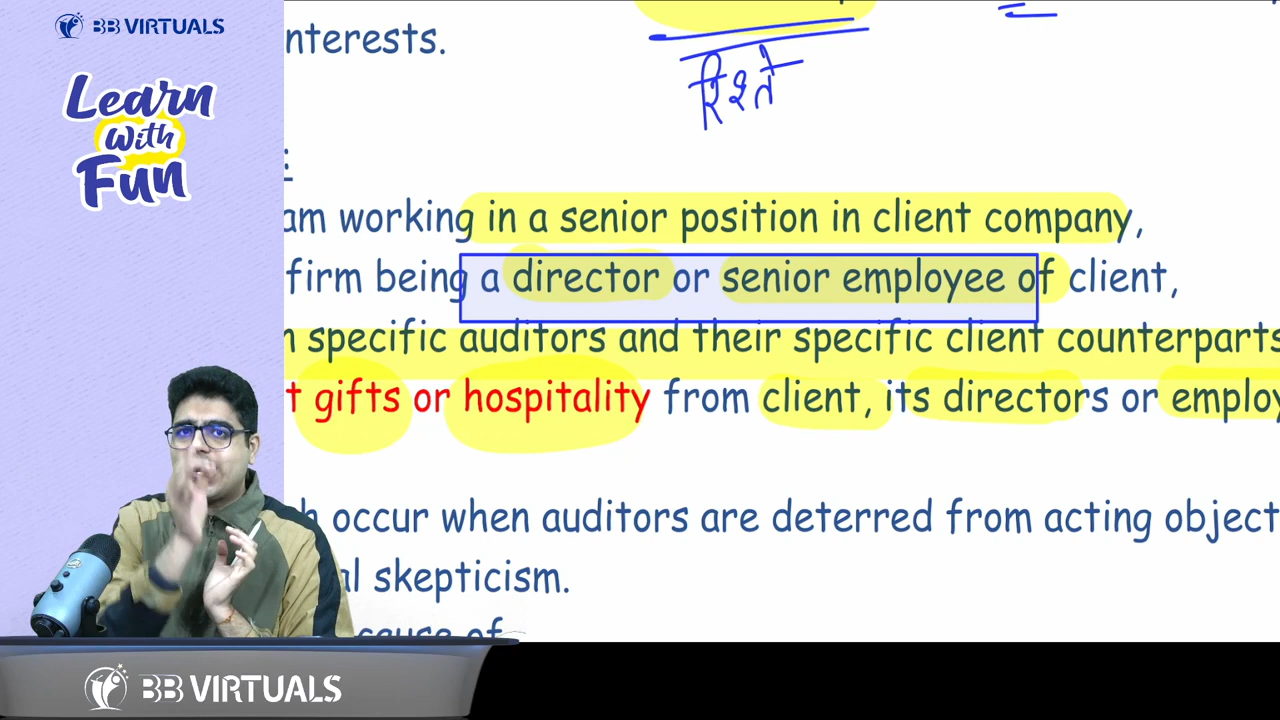 BB VIRTUALS
Learn
With
Fun
nterests.
रिश्ते
am working in a senior position in client company,
firm being a director or senior employee of client,
specific auditors and their specific client counterparts
t gifts or hospitality from client, its directors or employ
h occur when auditors are deterred from acting object
al skepticism.
cause of
BB VIRTUALS